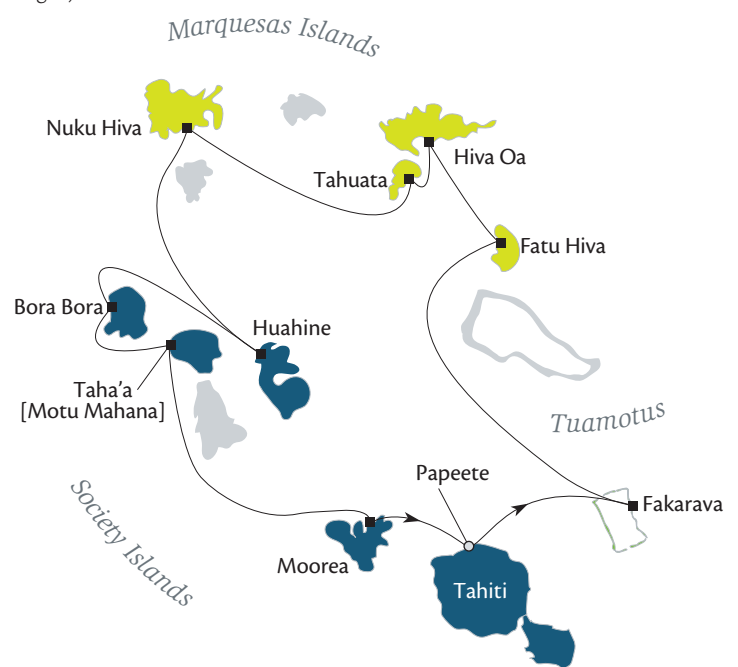 Marquesas Islands
Nuku Hiva
Hiva Oa
Tahuata
Fatu Hiva
Bora Bora
Huahine
Taha'a
[Motu Mahana]
Tuamotus
Papeete
Fakarava
Society Islands
Moorea
Tahiti